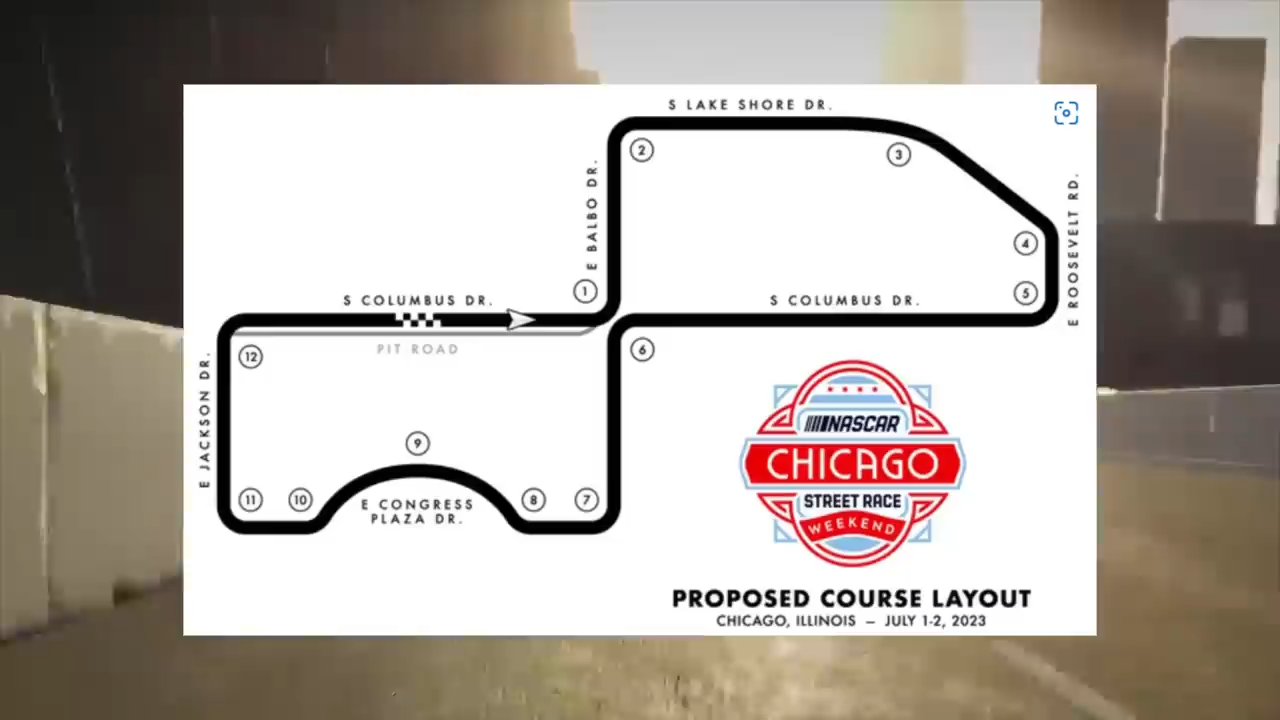 S LAKE SHORE DR.
2
3
E BALBO DR.
E ROOSEVELT RD.
4
1
5
S COLUMBUS DR.
S COLUMBUS DR.
PIT ROAD
12
6
E JACKSON DR.
9
11
10
E CONGRESS
PLAZA DR.
8
7
NASCAR
CHICAGO
STREET RACE
WEEKEND
PROPOSED COURSE LAYOUT
CHICAGO, ILLINOIS – JULY 1-2, 2023